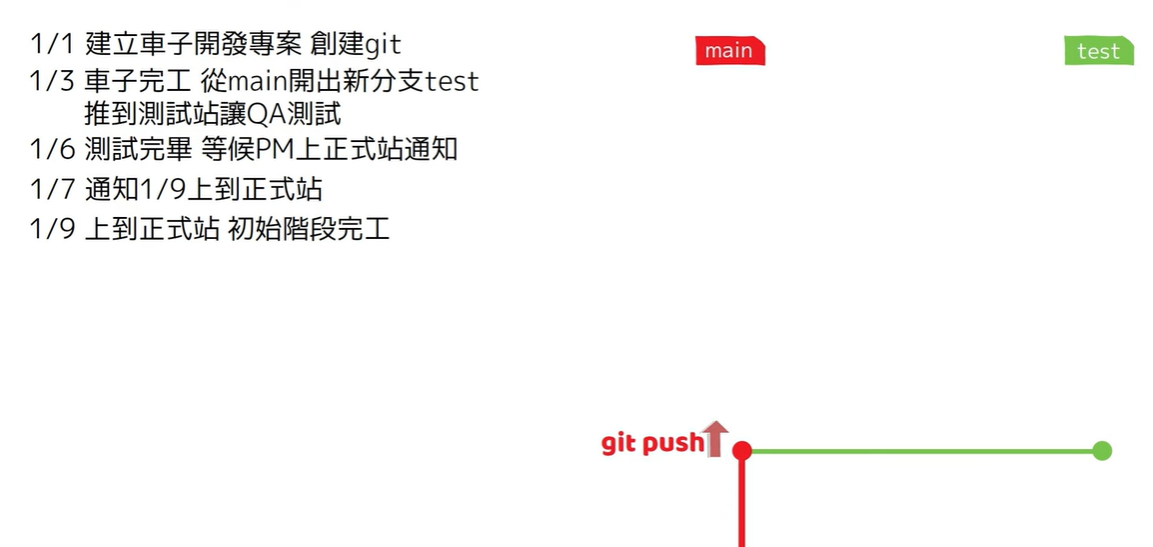 1/1 建立車子開發專案 創建git
1/3 車子完工 從main開出新分支test
推到測試站讓QA測試
1/6 測試完畢 等候PM上正式站通知
1/7 通知1/9上到正式站
1/9 上到正式站 初始階段完工
main
test
git push